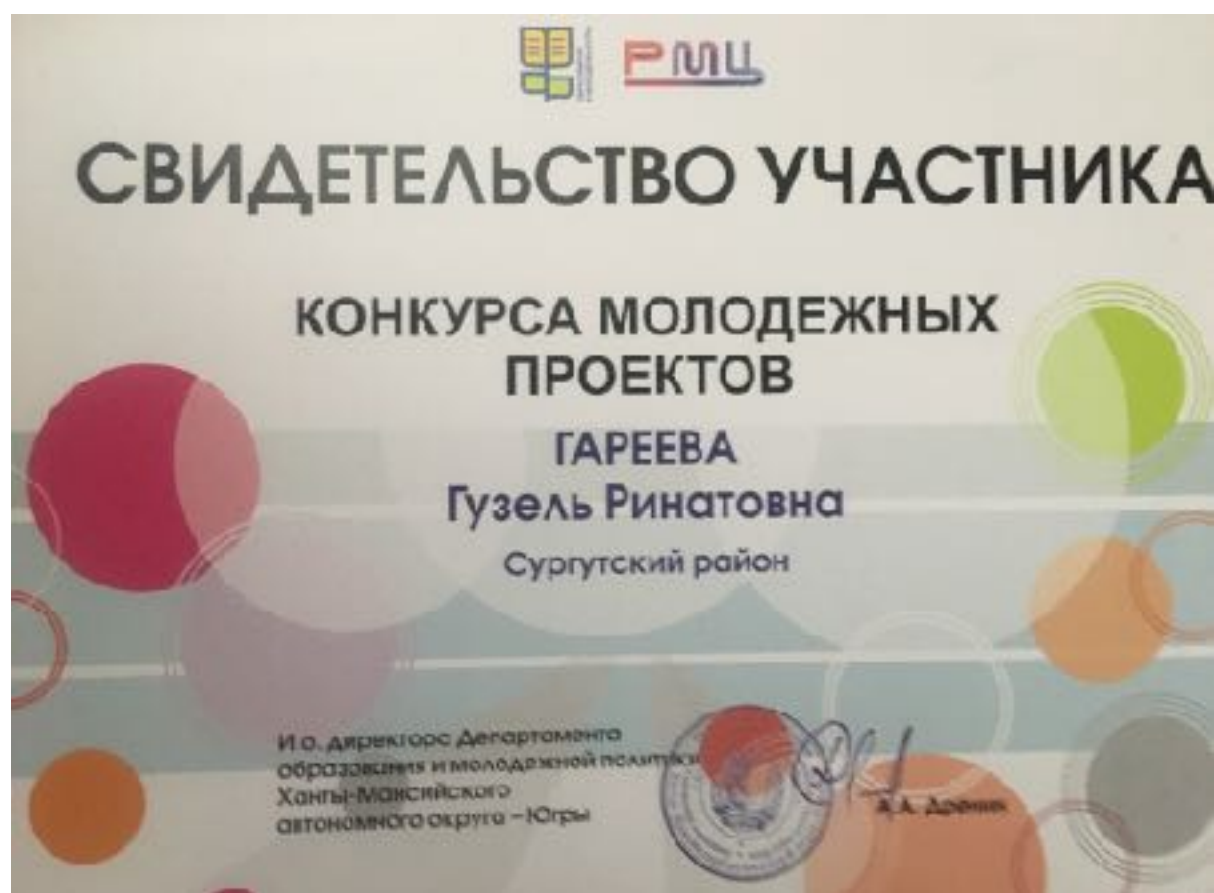 РМЦ
СВИДЕТЕЛЬСТВО УЧАСТНИКА
КОНКУРСА МОЛОДЕЖНЫХ
ПРОЕКТОВ
ГАРЕЕВА
Гузель Ринатовна
Сургутский район
И.о. директора Департамента
образования и молодежной политики
Ханты-Мансийского
автономного округа – Югры
А.А. Дренин